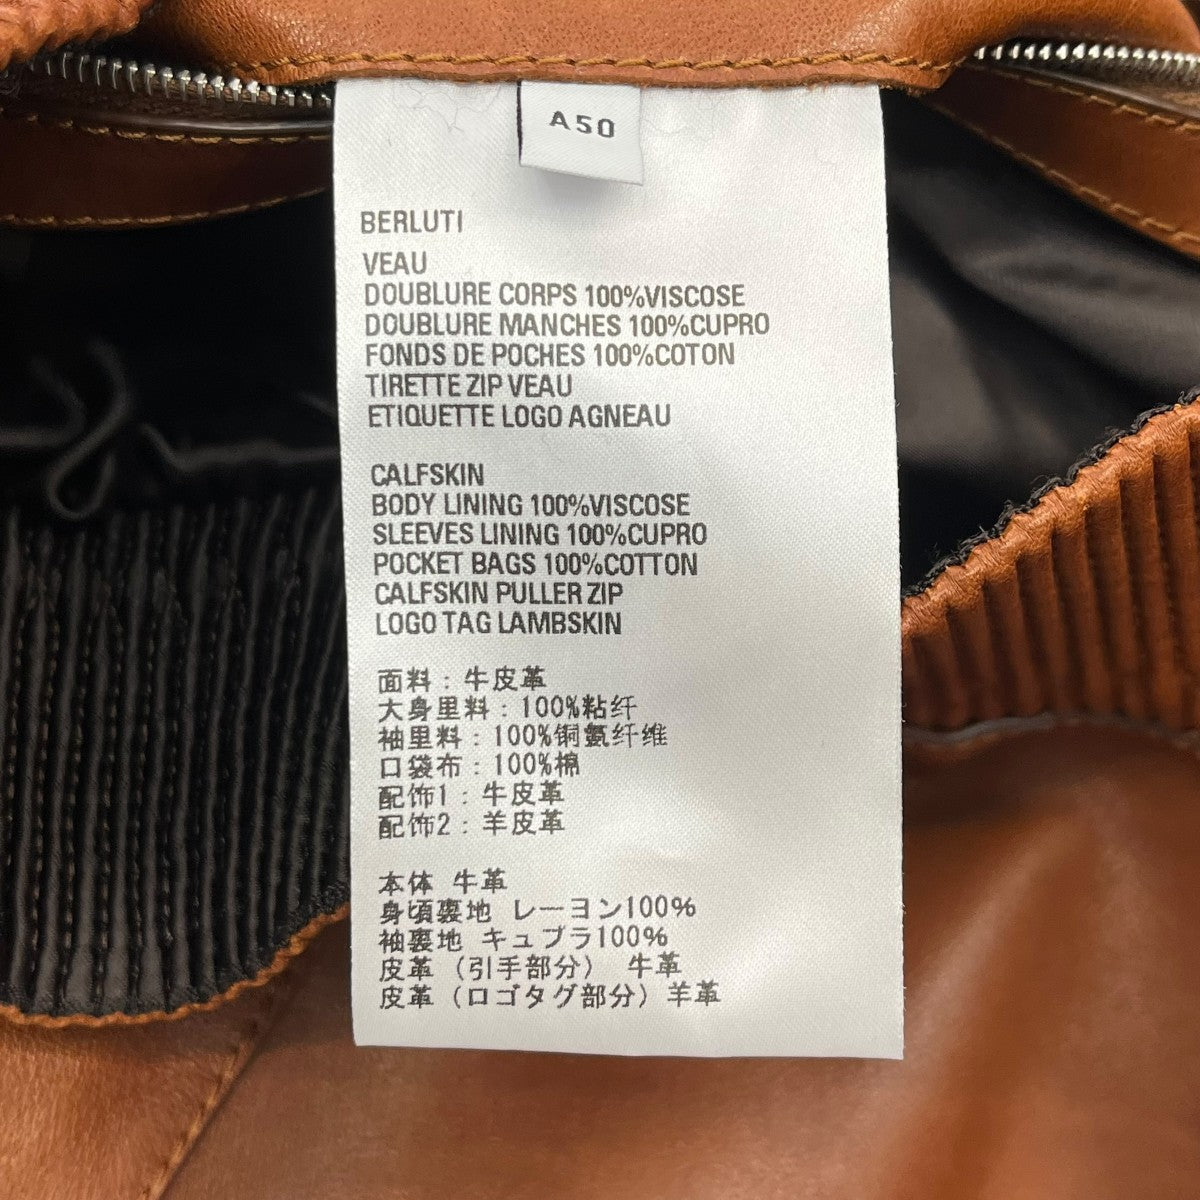 A50
BERLUTI
VEAU
DOUBLURE CORPS 100%VISCOSE
DOUBLURE MANCHES 100%CUPRO
FONDS DE POCHES 100%COTON
TIRETTE ZIP VEAU
ETIQUETTE LOGO AGNEAU
CALFSKIN
BODY LINING 100%VISCOSE
SLEEVES LINING 100%CUPRO
POCKET BAGS 100%COTTON
CALFSKIN PULLER ZIP
LOGO TAG LAMBSKIN
面料：牛皮革
大身里料：100%粘纤
袖里料：100%铜氨纤维
口袋布：100%棉
配饰1：牛皮革
配饰2：羊皮革
本体 牛革
身頃裏地 レーヨン100%
袖裏地 キュプラ100%
皮革（引手部分） 牛革
皮革（ロゴタグ部分）羊革